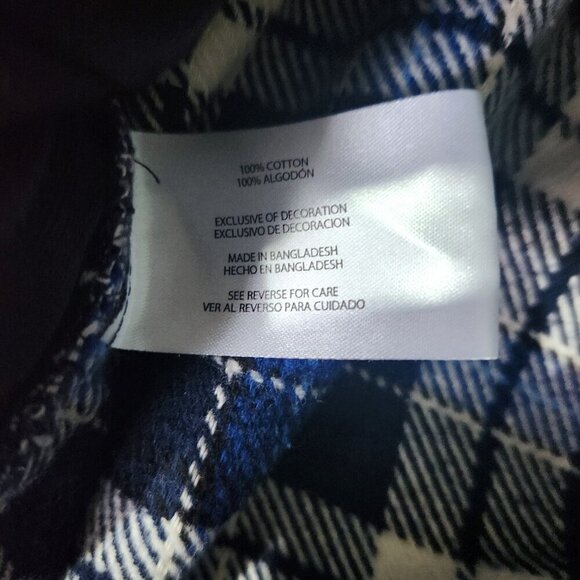 100% COTTON
100% ALGODÓN
EXCLUSIVE OF DECORATION
EXCLUSIVO DE DECORACION
MADE IN BANGLADESH
HECHO EN BANGLADESH
SEE REVERSE FOR CARE
VER AL REVERSO PARA CUIDADO